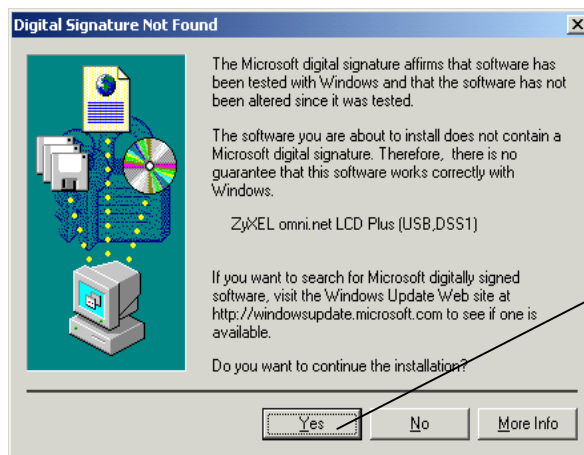 Digital Signature Not Found
The Microsoft digital signature affirms that software has
been tested with Windows and that the software has not
been altered since it was tested.
The software you are about to install does not contain a
Microsoft digital signature. Therefore, there is no
guarantee that this software works correctly with
Windows.
ZyXEL omni.net LCD Plus (USB,DSS1)
If you want to search for Microsoft digitally signed
software, visit the Windows Update Web site at
http://windowsupdate.microsoft.com to see if one is
available.
Do you want to continue the installation?
Yes
No
More Info